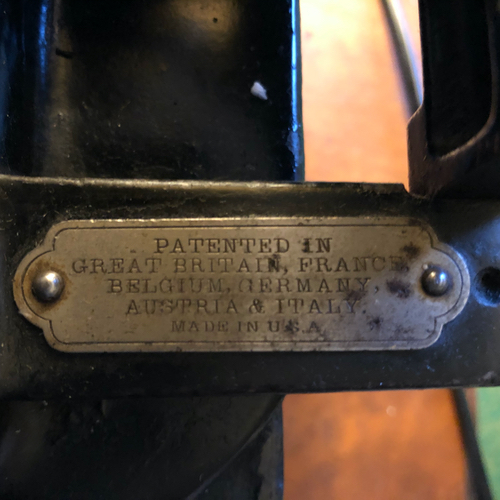 PATENTED IN
GREAT BRITAIN, FRANCE,
BELGIUM, GERMANY,
AUSTRIA & ITALY.
MADE IN U.S.A.